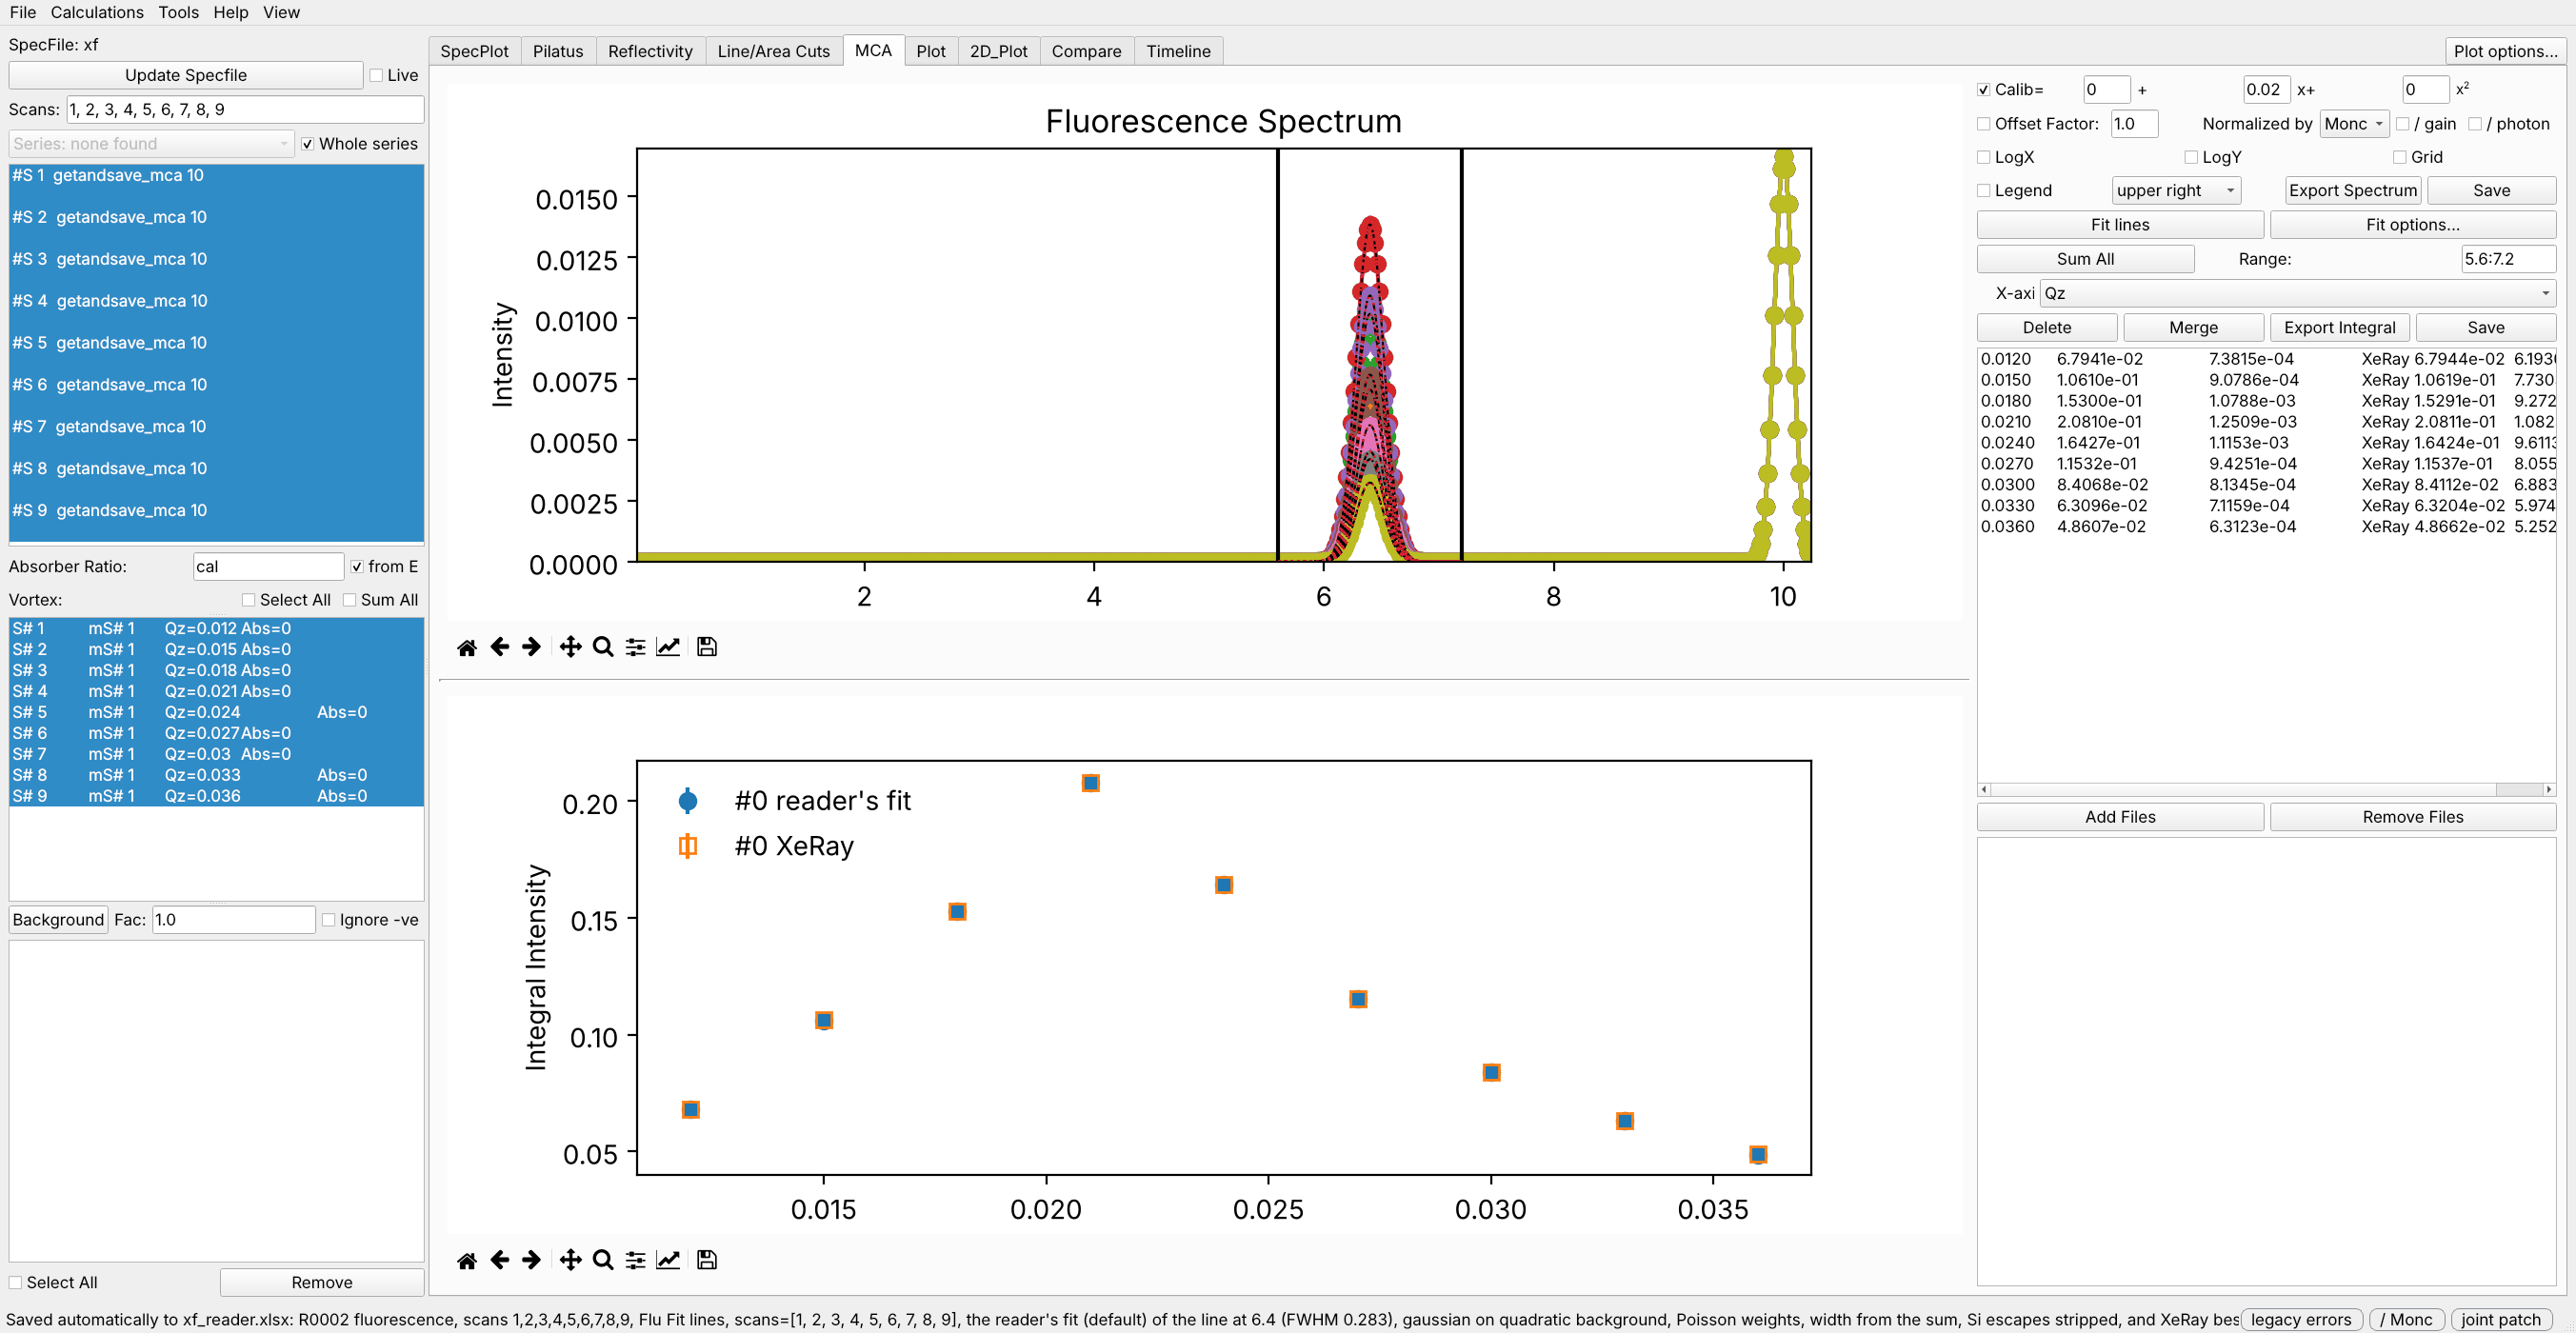 File Calculations Tools Help View
SpecFile: xf
Update Specfile Live
Scans: 1, 2, 3, 4, 5, 6, 7, 8, 9
Series: none found Whole series
#S 1 getandsave_mca 10
#S 2 getandsave_mca 10
#S 3 getandsave_mca 10
#S 4 getandsave_mca 10
#S 5 getandsave_mca 10
#S 6 getandsave_mca 10
#S 7 getandsave_mca 10
#S 8 getandsave_mca 10
#S 9 getandsave_mca 10
Absorber Ratio: cal from E
Vortex: Select All Sum All
S# 1 mS# 1 Qz=0.012 Abs=0
S# 2 mS# 1 Qz=0.015 Abs=0
S# 3 mS# 1 Qz=0.018 Abs=0
S# 4 mS# 1 Qz=0.021 Abs=0
S# 5 mS# 1 Qz=0.024 Abs=0
S# 6 mS# 1 Qz=0.027 Abs=0
S# 7 mS# 1 Qz=0.03 Abs=0
S# 8 mS# 1 Qz=0.033 Abs=0
S# 9 mS# 1 Qz=0.036 Abs=0
Background Fac: 1.0 Ignore -ve
Select All Remove
SpecPlot Pilatus Reflectivity Line/Area Cuts MCA Plot 2D_Plot Compare Timeline
Plot options...
Fluorescence Spectrum
Intensity
0.0150
0.0125
0.0100
0.0075
0.0050
0.0025
0.0000
2 4 6 8 10
#0 reader's fit
#0 XeRay
Integral Intensity
0.20
0.15
0.10
0.05
0.015 0.020 0.025 0.030 0.035
Calib= 0 + 0.02 x+ 0 x²
Offset Factor: 1.0 Normalized by Monc / gain / photon
LogX LogY Grid
Legend upper right Export Spectrum Save
Fit lines Fit options...
Sum All Range: 5.6:7.2
X-axi Qz
Delete Merge Export Integral Save
0.0120 6.7941e-02 7.3815e-04 XeRay 6.7944e-02 6.193
0.0150 1.0610e-01 9.0786e-04 XeRay 1.0619e-01 7.730
0.0180 1.5300e-01 1.0788e-03 XeRay 1.5291e-01 9.272
0.0210 2.0810e-01 1.2509e-03 XeRay 2.0811e-01 1.082
0.0240 1.6427e-01 1.1153e-03 XeRay 1.6424e-01 9.611
0.0270 1.1532e-01 9.4251e-04 XeRay 1.1537e-01 8.055
0.0300 8.4068e-02 8.1345e-04 XeRay 8.4112e-02 6.883
0.0330 6.3096e-02 7.1159e-04 XeRay 6.3204e-02 5.974
0.0360 4.8607e-02 6.3123e-04 XeRay 4.8662e-02 5.252
Add Files Remove Files
Saved automatically to xf_reader.xlsx: R0002 fluorescence, scans 1,2,3,4,5,6,7,8,9, Flu Fit lines, scans=[1, 2, 3, 4, 5, 6, 7, 8, 9], the reader's fit (default) of the line at 6.4 (FWHM 0.283), gaussian on quadratic background, Poisson weights, width from the sum, Si escapes stripped, and XeRay bes legacy errors / Monc joint patch